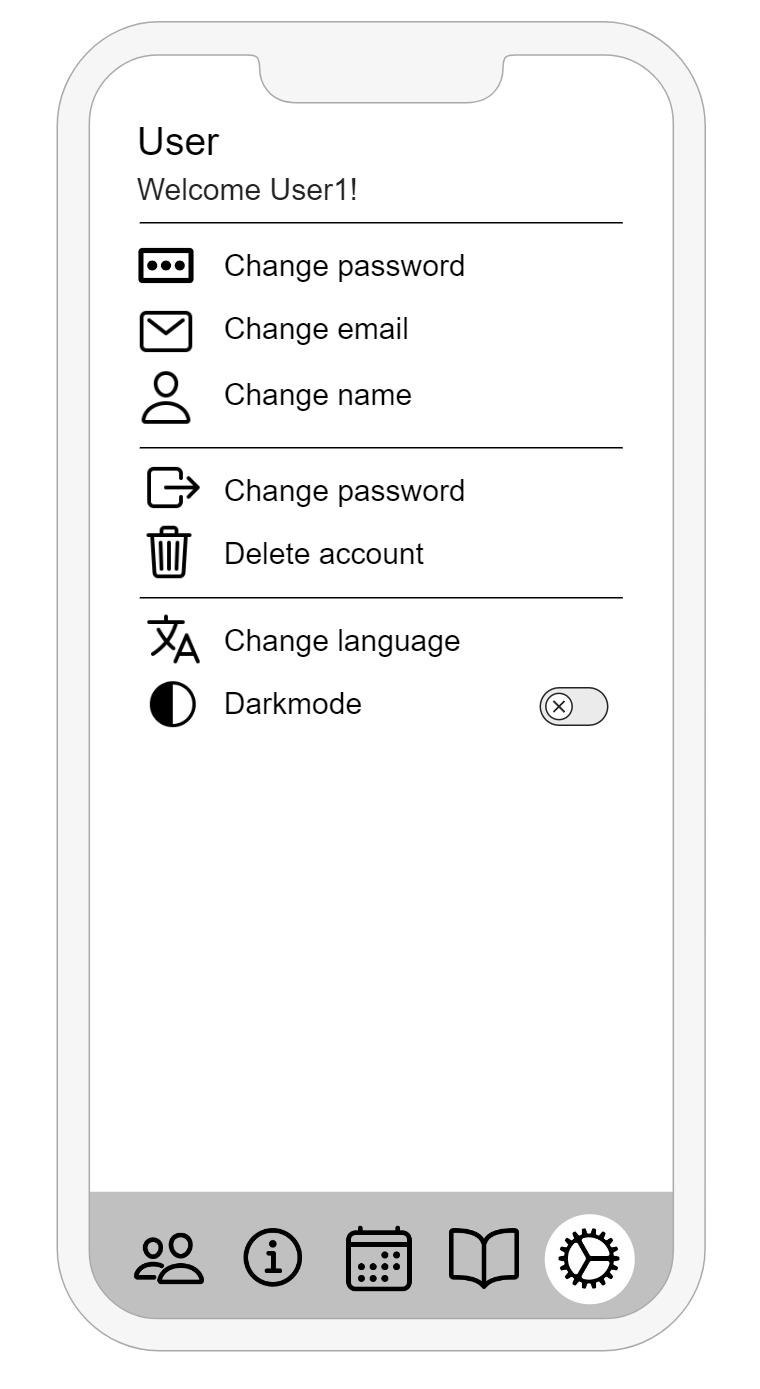 User
Welcome User1!
Change password
Change email
Change name
Change password
Delete account
Change language
Darkmode